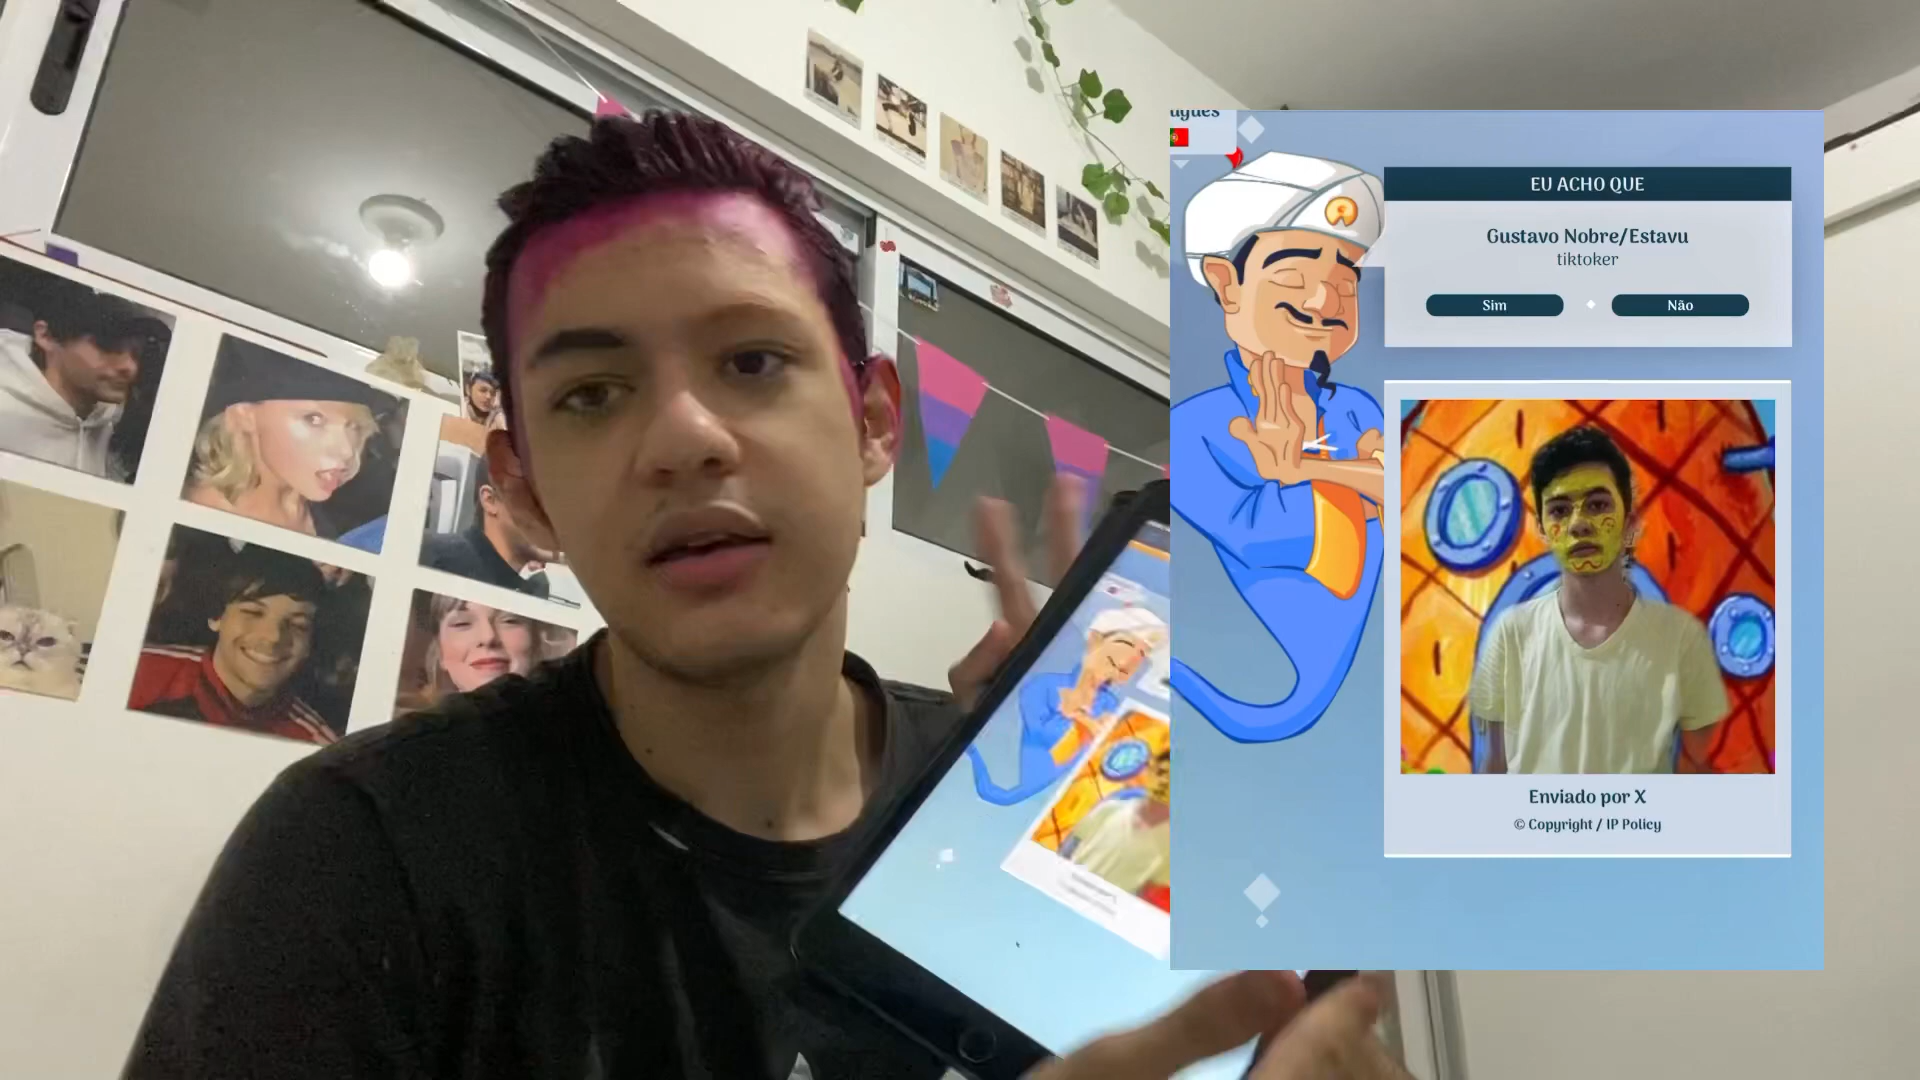 EU ACHO QUE
Gustavo Nobre/Estavu
tiktoker
Sim
Não
Enviado por X
© Copyright / IP Policy